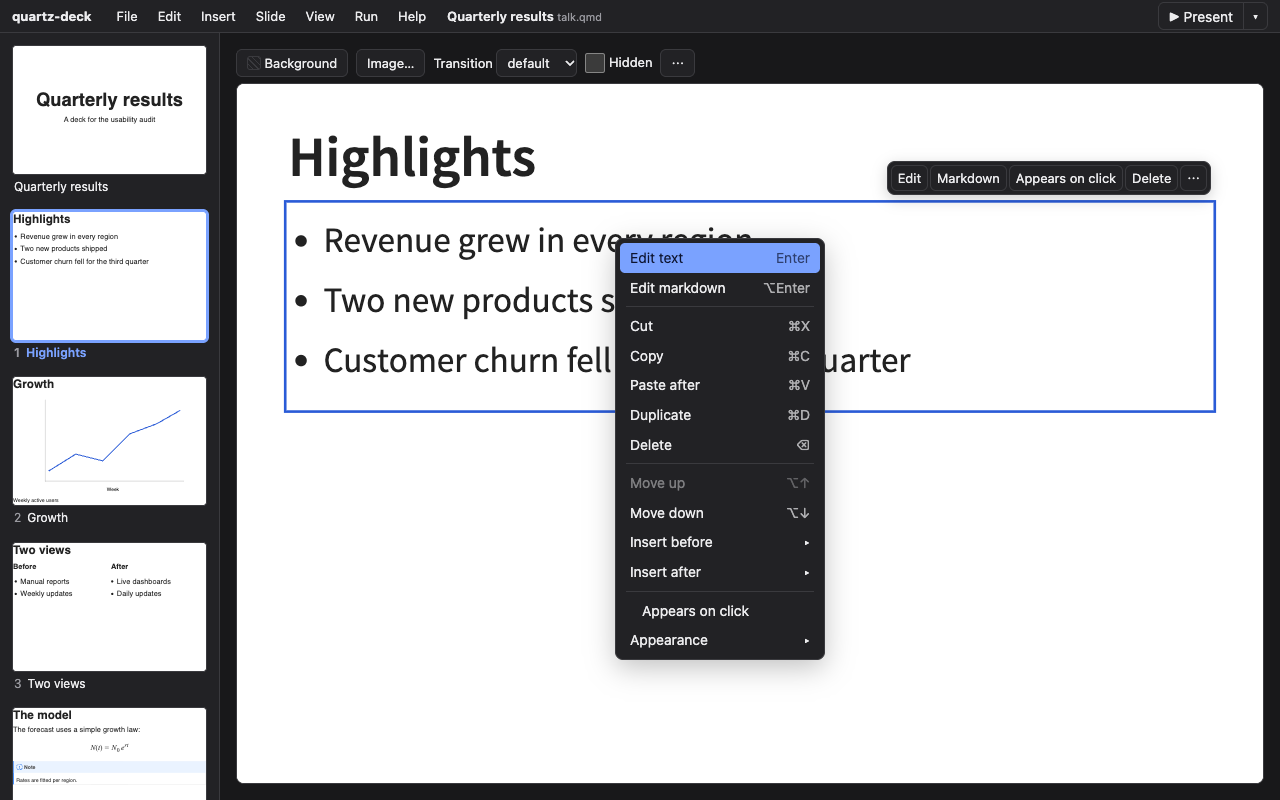 quartz-deck File Edit Insert Slide View Run Help Quarterly results talk.qmd ▶ Present ▾
Background Image... Transition default Hidden ···
Quarterly results
A deck for the usability audit
Quarterly results
Highlights
• Revenue grew in every region
• Two new products shipped
• Customer churn fell for the third quarter
1 Highlights
Growth
Week
Weekly active users
2 Growth
Two views
Before After
• Manual reports • Live dashboards
• Weekly updates • Daily updates
3 Two views
The model
The forecast uses a simple growth law:
N(t) = N₀ eʳᵗ
Note
Rates are fitted per region.
Highlights
Edit Markdown Appears on click Delete ···
• Revenue grew in every region
• Two new products s
• Customer churn fell uarter
Edit text Enter
Edit markdown ⌥Enter
Cut ⌘X
Copy ⌘C
Paste after ⌘V
Duplicate ⌘D
Delete ⌫
Move up ⌥↑
Move down ⌥↓
Insert before ▸
Insert after ▸
Appears on click
Appearance ▸